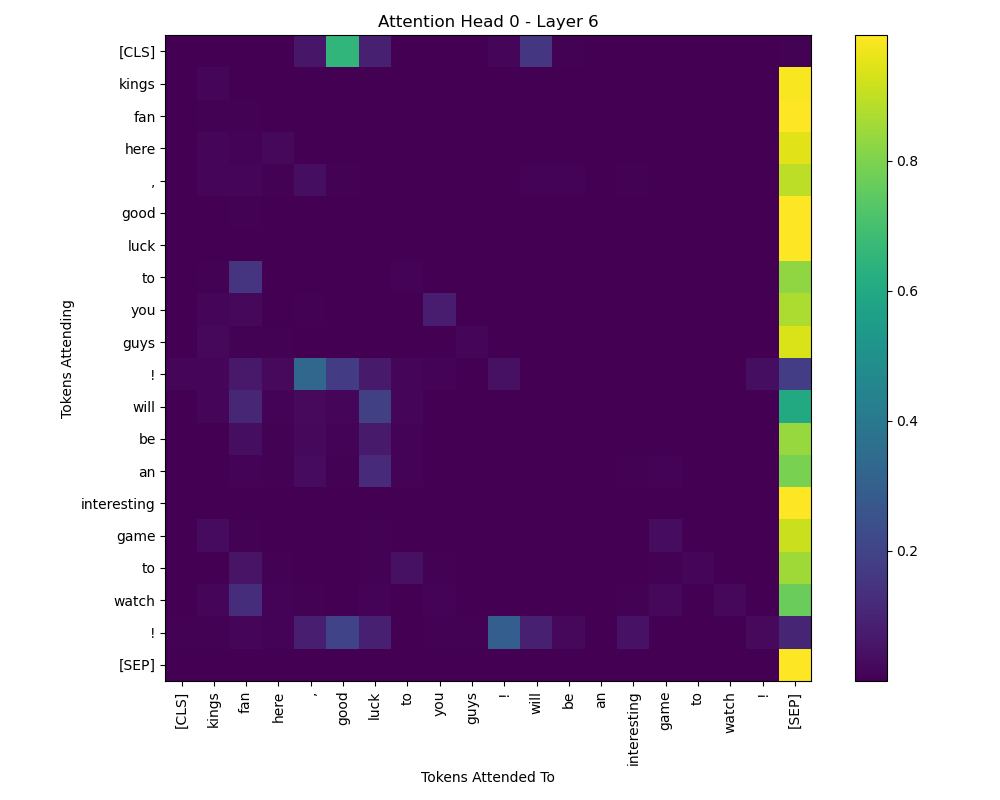 Attention Head 0 - Layer 6
Tokens Attending
[CLS]
kings
fan
here
,
good
luck
to
you
guys
!
will
be
an
interesting
game
to
watch
!
[SEP]
[CLS] kings fan here , good luck to you guys ! will be an interesting game to watch ! [SEP]
Tokens Attended To
0.8
0.6
0.4
0.2